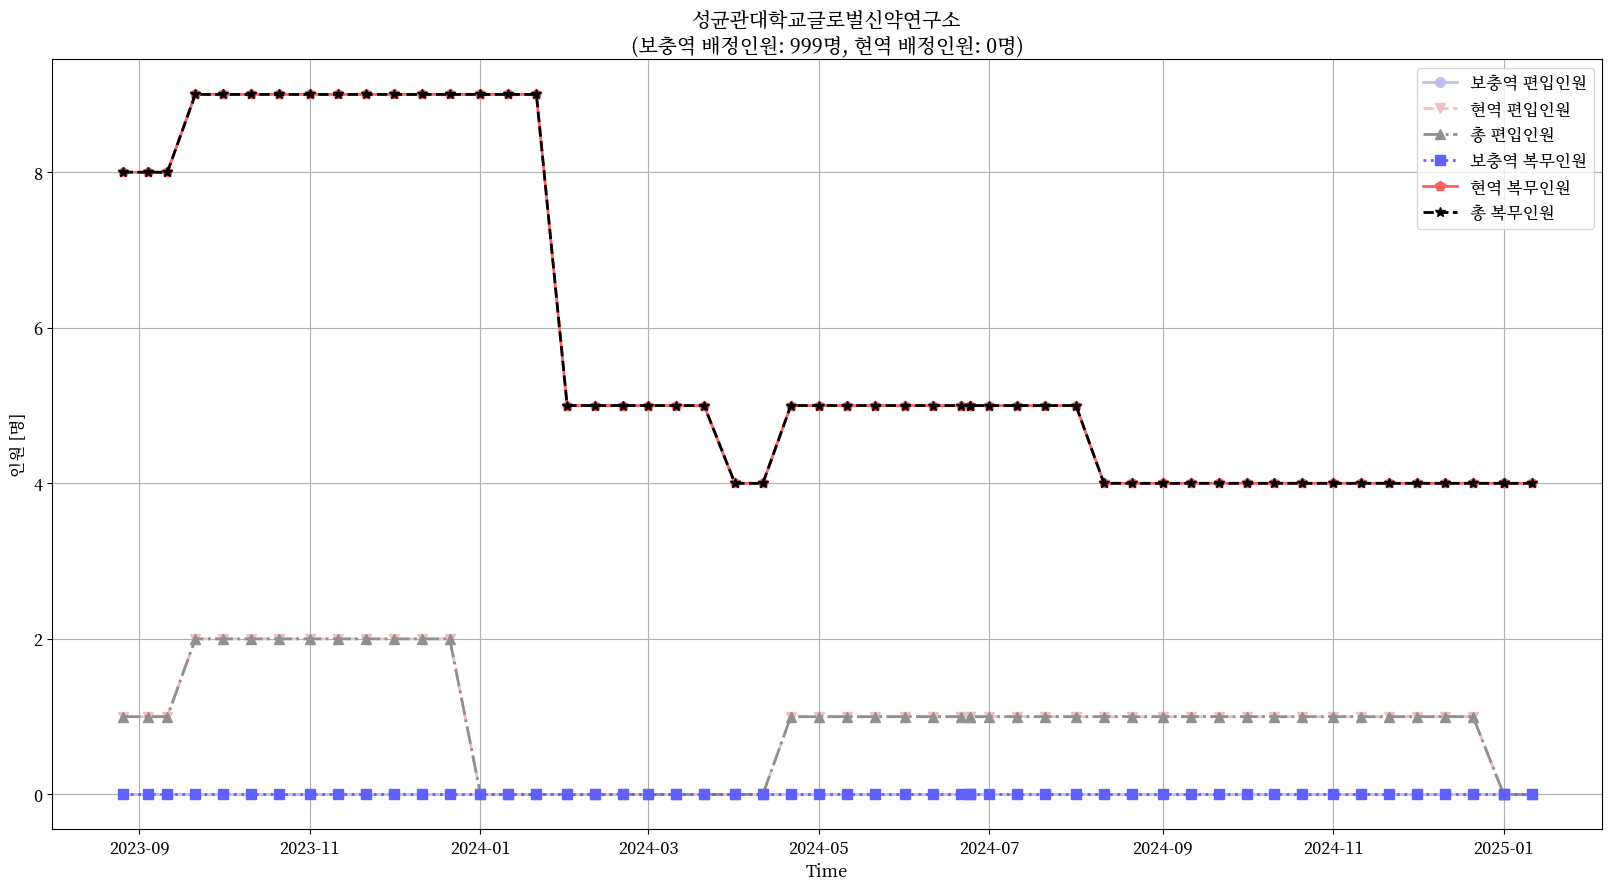 성균관대학교글로벌신약연구소
(보충역 배정인원: 999명, 현역 배정인원: 0명)
보충역 편입인원
현역 편입인원
총 편입인원
보충역 복무인원
현역 복무인원
총 복무인원
8
6
4
2
0
인원 [명]
2023-09 2023-11 2024-01 2024-03 2024-05 2024-07 2024-09 2024-11 2025-01
Time